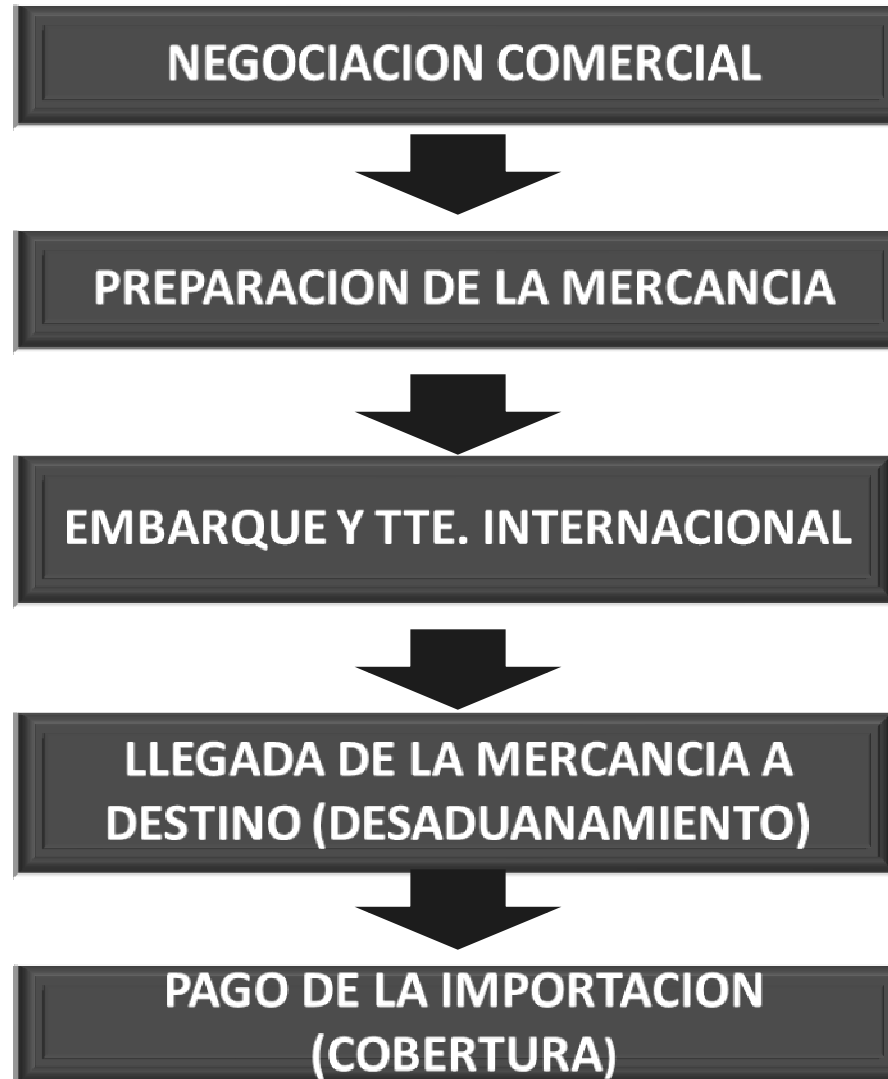 NEGOCIACION COMERCIAL
PREPARACION DE LA MERCANCIA
EMBARQUE Y TTE. INTERNACIONAL
LLEGADA DE LA MERCANCIA A
DESTINO (DESADUANAMIENTO)
PAGO DE LA IMPORTACION
(COBERTURA)